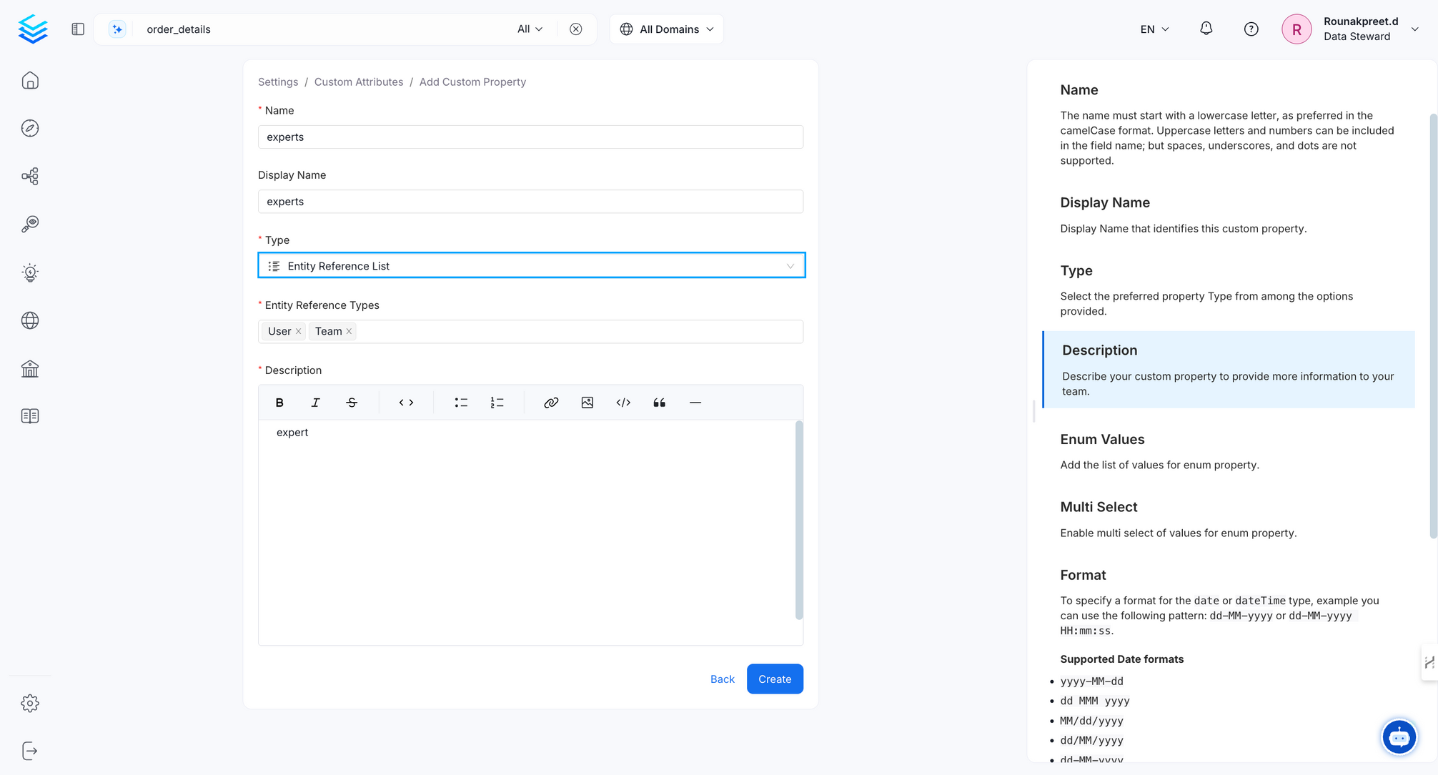 order_details
All
All Domains
EN
R
Rounakpreet.d
Data Steward
Settings / Custom Attributes / Add Custom Property
* Name
experts
Display Name
experts
* Type
Entity Reference List
* Entity Reference Types
User
Team
* Description
expert
Back
Create
Name
The name must start with a lowercase letter, as preferred in the
camelCase format. Uppercase letters and numbers can be included
in the field name; but spaces, underscores, and dots are not
supported.
Display Name
Display Name that identifies this custom property.
Type
Select the preferred property Type from among the options
provided.
Description
Describe your custom property to provide more information to your
team.
Enum Values
Add the list of values for enum property.
Multi Select
Enable multi select of values for enum property.
Format
To specify a format for the date or dateTime type, example you
can use the following pattern: dd-MM-yyyy or dd-MM-yyyy
HH:mm:ss.
Supported Date formats
• yyyy-MM-dd
• dd MMM yyyy
• MM/dd/yyyy
• dd/MM/yyyy
• dd-MM-yyyy